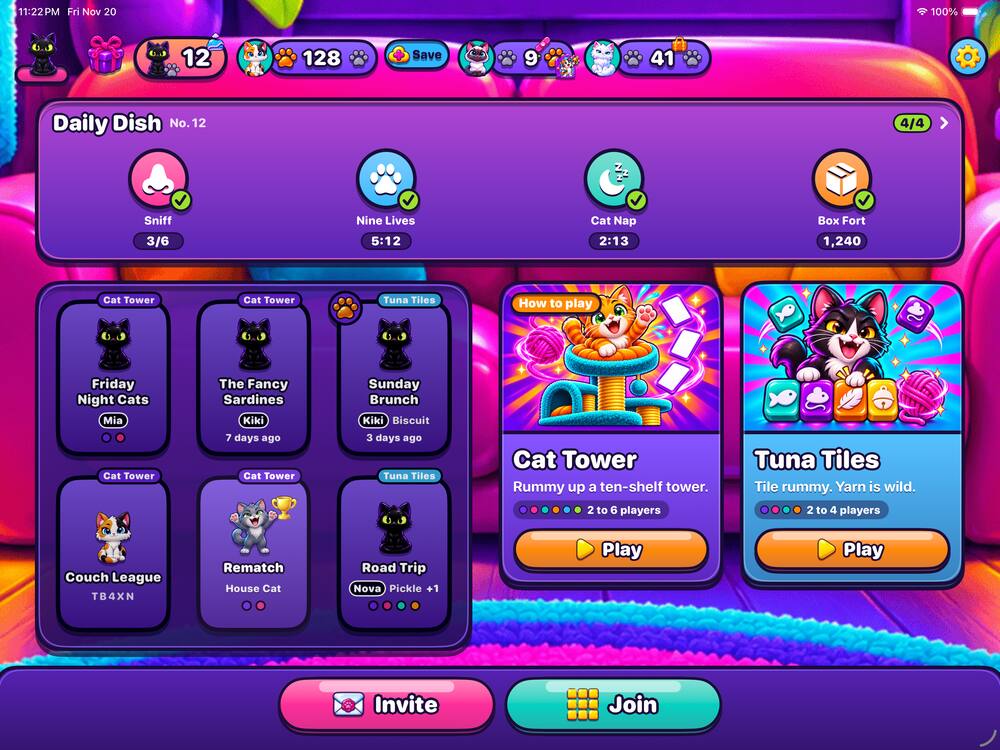 11:22 PM Fri Nov 20
100%
12
128
Save
9
41
Daily Dish No. 12
4/4
Sniff
3/6
Nine Lives
5:12
Cat Nap
2:13
Box Fort
1,240
Cat Tower
Friday
Night Cats
Mia
Cat Tower
The Fancy
Sardines
Kiki
7 days ago
Tuna Tiles
Sunday
Brunch
Kiki Biscuit
3 days ago
Cat Tower
Couch League
TB4XN
Cat Tower
Rematch
House Cat
Tuna Tiles
Road Trip
Nova Pickle +1
How to play
Cat Tower
Rummy up a ten-shelf tower.
2 to 6 players
Play
Tuna Tiles
Tile rummy. Yarn is wild.
2 to 4 players
Play
Invite
Join